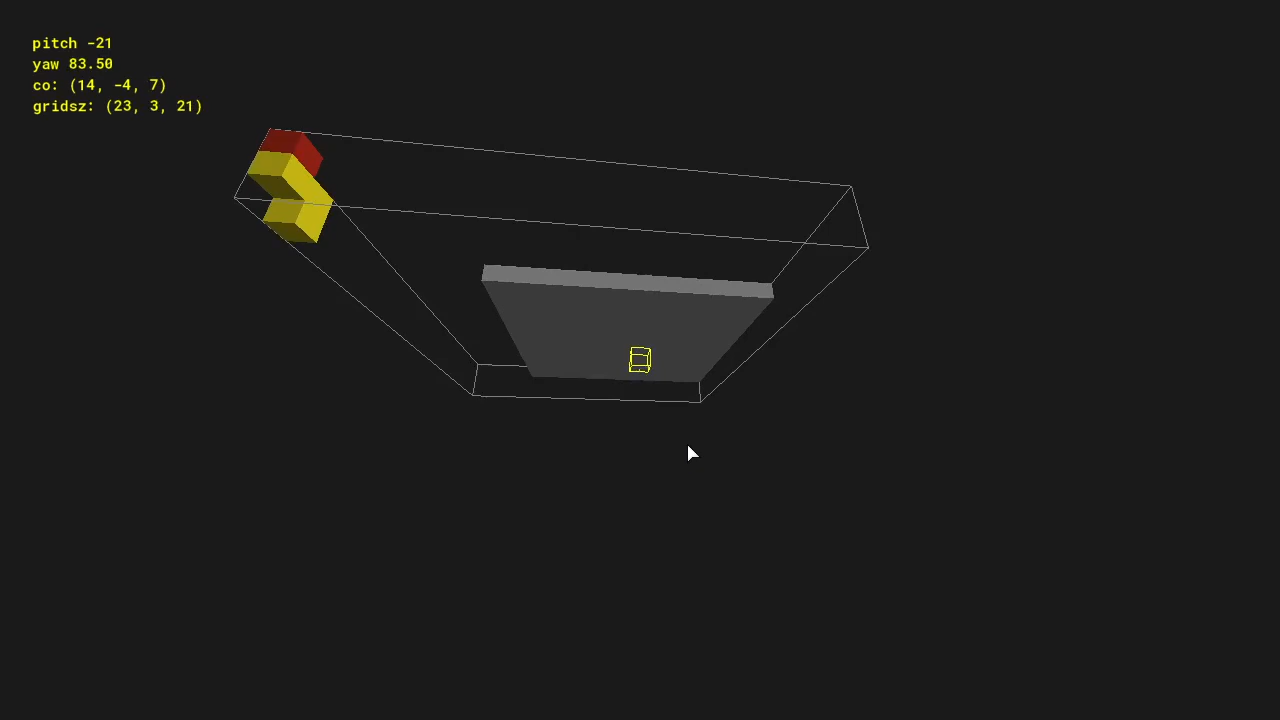 pitch -21
yaw 83.50
co: (14, -4, 7)
gridsz: (23, 3, 21)